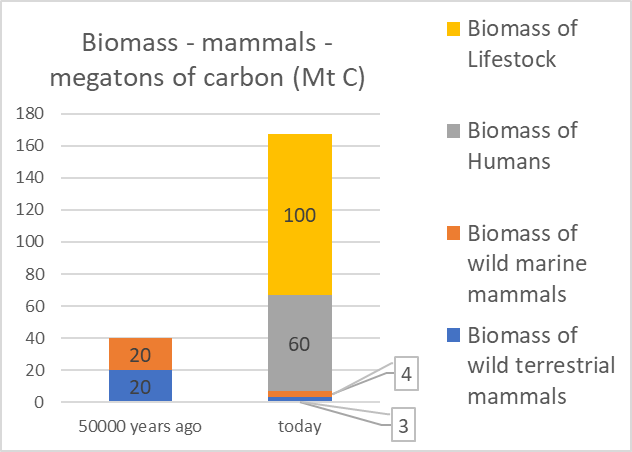 Biomass - mammals -
megatons of carbon (Mt C)
180
160
140
120
100
80
60
40
20
0
20
20
100
60
4
3
50000 years ago
today
Biomass of
Lifestock
Biomass of
Humans
Biomass of
wild marine
mammals
Biomass of
wild terrestrial
mammals